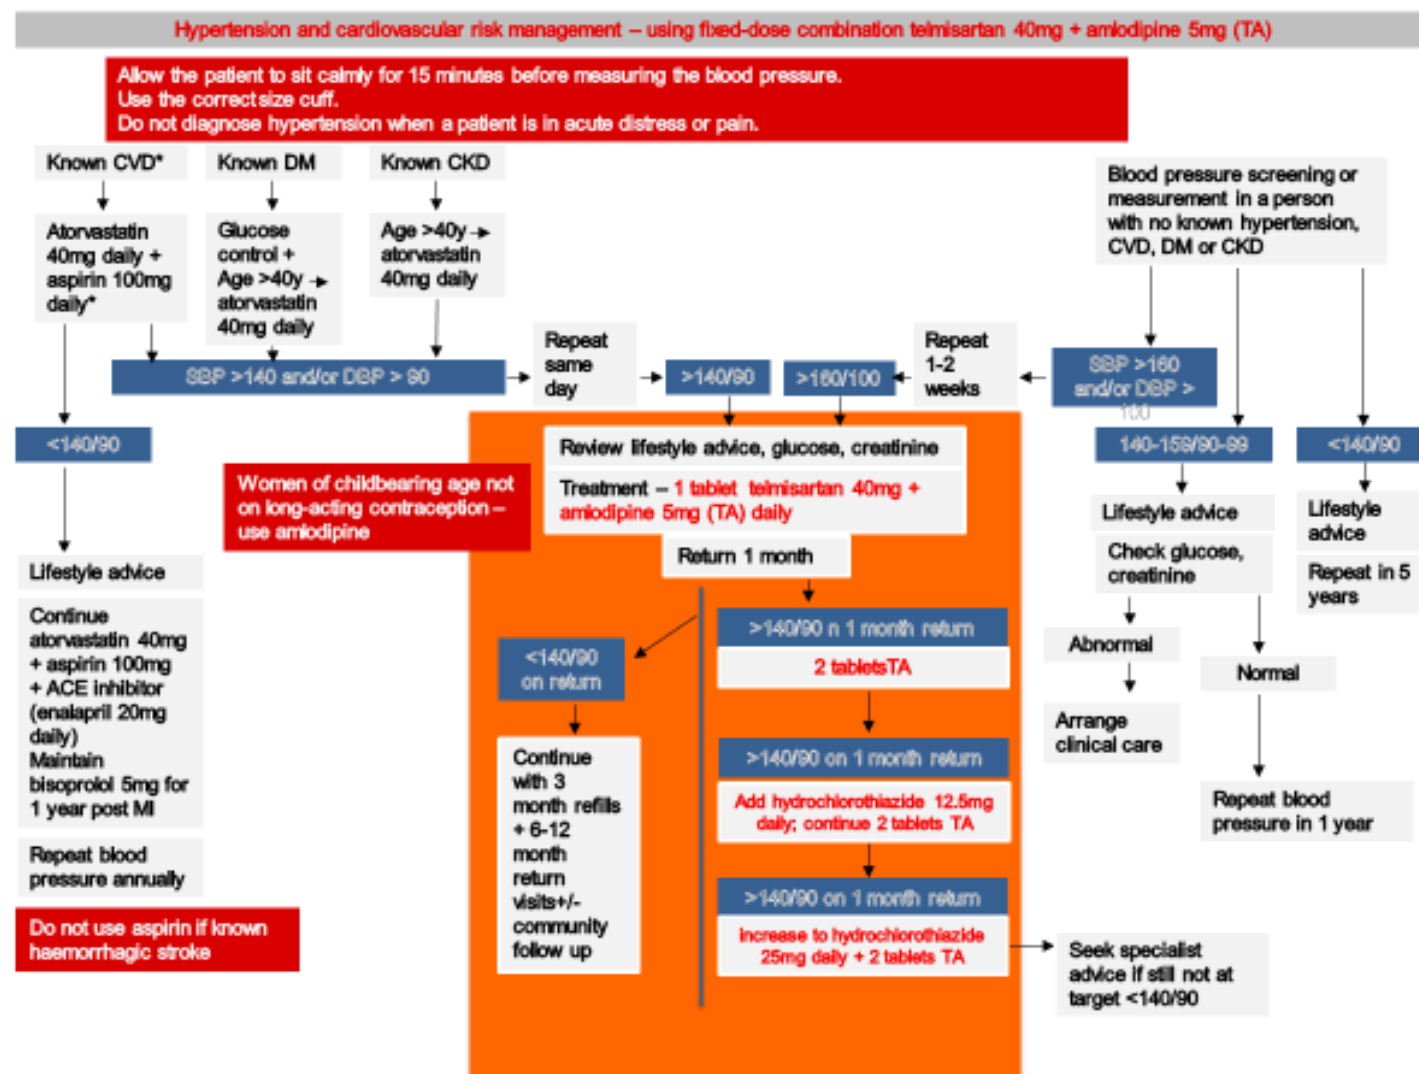 Hypertension and cardiovascular risk management – using fixed-dose combination telmisartan 40mg + amlodipine 5mg (TA)
Allow the patient to sit calmly for 15 minutes before measuring the blood pressure.
Use the correct size cuff.
Do not diagnose hypertension when a patient is in acute distress or pain.
Known CVD*
Known DM
Known CKD
Blood pressure screening or
measurement in a person
with no known hypertension,
CVD, DM or CKD
Atorvastatin
40mg daily +
aspirin 100mg
daily*
Glucose
control +
Age >40y →
atorvastatin
40mg daily
Age >40y →
atorvastatin
40mg daily
SBP >140 and/or DBP > 90
Repeat
same
day
>140/90
>160/100
Repeat
1-2
weeks
SBP >160
and/or DBP >
100
<140/90
140-159/90-99
<140/90
Women of childbearing age not
on long-acting contraception –
use amlodipine
Review lifestyle advice, glucose, creatinine
Treatment – 1 tablet telmisartan 40mg +
amlodipine 5mg (TA) daily
Return 1 month
Lifestyle advice
Check glucose,
creatinine
Lifestyle
advice
Repeat in 5
years
Lifestyle advice
Continue
atorvastatin 40mg
+ aspirin 100mg
+ ACE inhibitor
(enalapril 20mg
daily)
Maintain
bisoprolol 5mg for
1 year post MI
Repeat blood
pressure annually
Do not use aspirin if known
haemorrhagic stroke
<140/90
on return
Continue
with 3
month refills
+ 6-12
month
return
visits+/-
community
follow up
>140/90 n 1 month return
2 tabletsTA
>140/90 on 1 month return
Add hydrochlorothiazide 12.5mg
daily; continue 2 tablets TA
>140/90 on 1 month return
increase to hydrochlorothiazide
25mg daily + 2 tablets TA
Seek specialist
advice if still not at
target <140/90
Abnormal
Arrange
clinical care
Normal
Repeat blood
pressure in 1 year